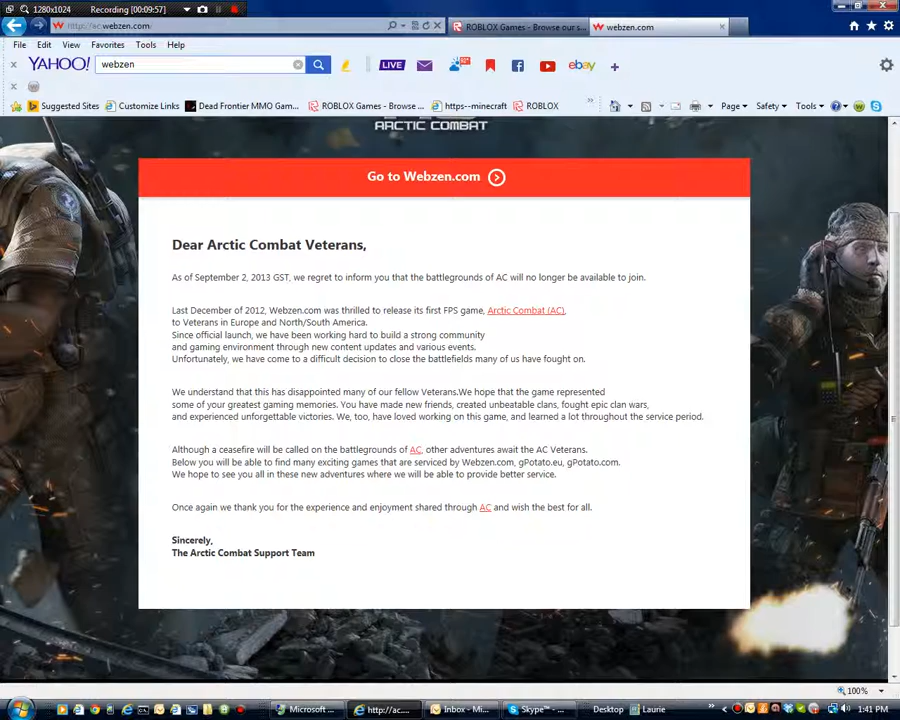 1280x1024 Recording [00:09:57]
http://ac.webzen.com/ ROBLOX Games - Browse our s... webzen.com
File Edit View Favorites Tools Help
YAHOO! webzen LIVE ebay
Suggested Sites Customize Links Dead Frontier MMO Gam... ROBLOX Games - Browse ... https--minecraft ROBLOX Page Safety Tools
ARCTIC COMBAT
Go to Webzen.com
Dear Arctic Combat Veterans,
As of September 2, 2013 GST, we regret to inform you that the battlegrounds of AC will no longer be available to join.
Last December of 2012, Webzen.com was thrilled to release its first FPS game, Arctic Combat (AC),
to Veterans in Europe and North/South America.
Since official launch, we have been working hard to build a strong community
and gaming environment through new content updates and various events.
Unfortunately, we have come to a difficult decision to close the battlefields many of us have fought on.
We understand that this has disappointed many of our fellow Veterans.We hope that the game represented
some of your greatest gaming memories. You have made new friends, created unbeatable clans, fought epic clan wars,
and experienced unforgettable victories. We, too, have loved working on this game, and learned a lot throughout the service period.
Although a ceasefire will be called on the battlegrounds of AC, other adventures await the AC Veterans.
Below you will be able to find many exciting games that are serviced by Webzen.com, gPotato.eu, gPotato.com.
We hope to see you all in these new adventures where we will be able to provide better service.
Once again we thank you for the experience and enjoyment shared through AC and wish the best for all.
Sincerely,
The Arctic Combat Support Team
100%
Microsoft ... http://ac.... Inbox - Mi... Skype™ - ... Desktop Laurie 1:41 PM